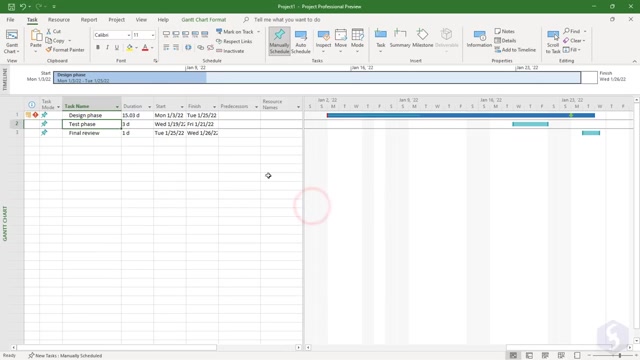 Project1 - Project Professional Preview
File Task Resource Report Project View Help Gantt Chart Format Tell me what you want to do
Gantt Chart
Paste
Cut
Copy
Format Painter
Calibri 11
Mark on Track
Respect Links
Inactivate
Manually Schedule
Auto Schedule
Inspect
Move
Mode
Task
Summary
Milestone
Deliverable
Information
Notes
Details
Add to Timeline
Scroll to Task
Find
Clear
Fill
View
Clipboard
Font
Schedule
Tasks
Insert
Properties
Editing
TIMELINE
Jan 9, '22 Jan 16, '22 Jan 23, '22
Start
Mon 1/3/22
Design phase
Mon 1/3/22 - Tue 1/25/22
Finish
Wed 1/26/22
Task Mode Task Name Duration Start Finish Predecessors Resource Names
Jan 2, '22 Jan 9, '22 Jan 16, '22 Jan 23, '22
1 Design phase 15.03 d Mon 1/3/22 Tue 1/25/22
2 Test phase 3 d Wed 1/19/22 Fri 1/21/22
3 Final review 1 d Tue 1/25/22 Wed 1/26/22
GANTT CHART
Ready New Tasks : Manually Scheduled